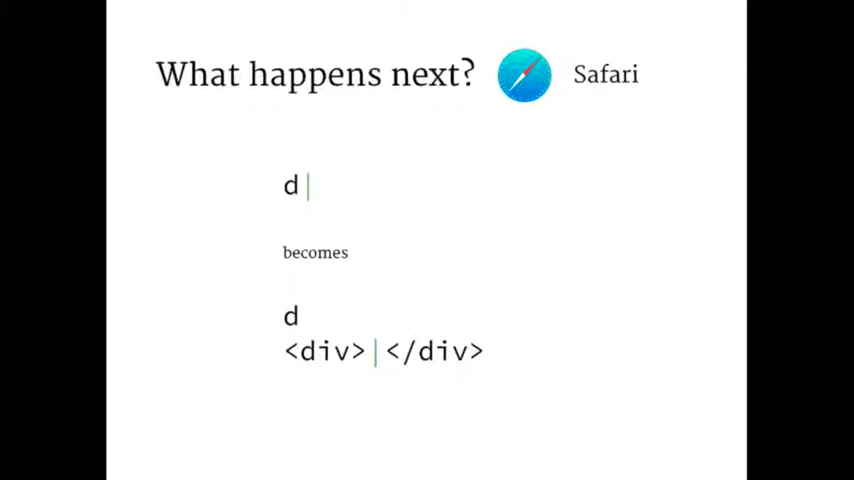 What happens next? Safari
d|
becomes
d
<div>|</div>